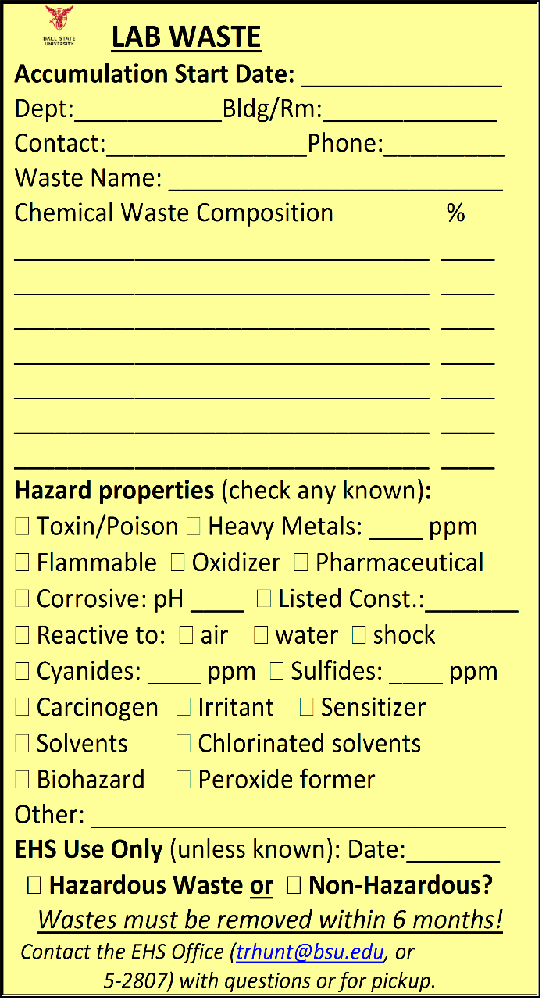 BALL STATE
UNIVERSITY
LAB WASTE
Accumulation Start Date: _______________
Dept:___________Bldg/Rm:_____________
Contact:_______________Phone:_________
Waste Name: _________________________
Chemical Waste Composition %
_______________________________ ____
_______________________________ ____
_______________________________ ____
_______________________________ ____
_______________________________ ____
_______________________________ ____
_______________________________ ____
Hazard properties (check any known):
□ Toxin/Poison □ Heavy Metals: ____ ppm
□ Flammable □ Oxidizer □ Pharmaceutical
□ Corrosive: pH ____ □ Listed Const.:_______
□ Reactive to: □ air □ water □ shock
□ Cyanides: ____ ppm □ Sulfides: ____ ppm
□ Carcinogen □ Irritant □ Sensitizer
□ Solvents □ Chlorinated solvents
□ Biohazard □ Peroxide former
Other: _______________________________
EHS Use Only (unless known): Date:_______
□ Hazardous Waste or □ Non-Hazardous?
Wastes must be removed within 6 months!
Contact the EHS Office (trhunt@bsu.edu, or
5-2807) with questions or for pickup.